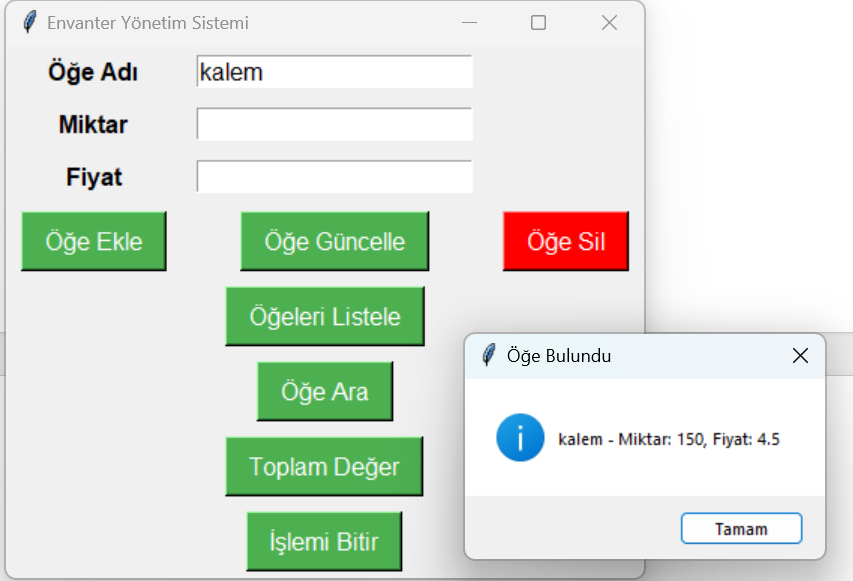 Envanter Yönetim Sistemi
Öğe Adı
kalem
Miktar
Fiyat
Öğe Ekle
Öğe Güncelle
Öğe Sil
Öğeleri Listele
Öğe Ara
Toplam Değer
İşlemi Bitir
Öğe Bulundu
kalem - Miktar: 150, Fiyat: 4.5
Tamam